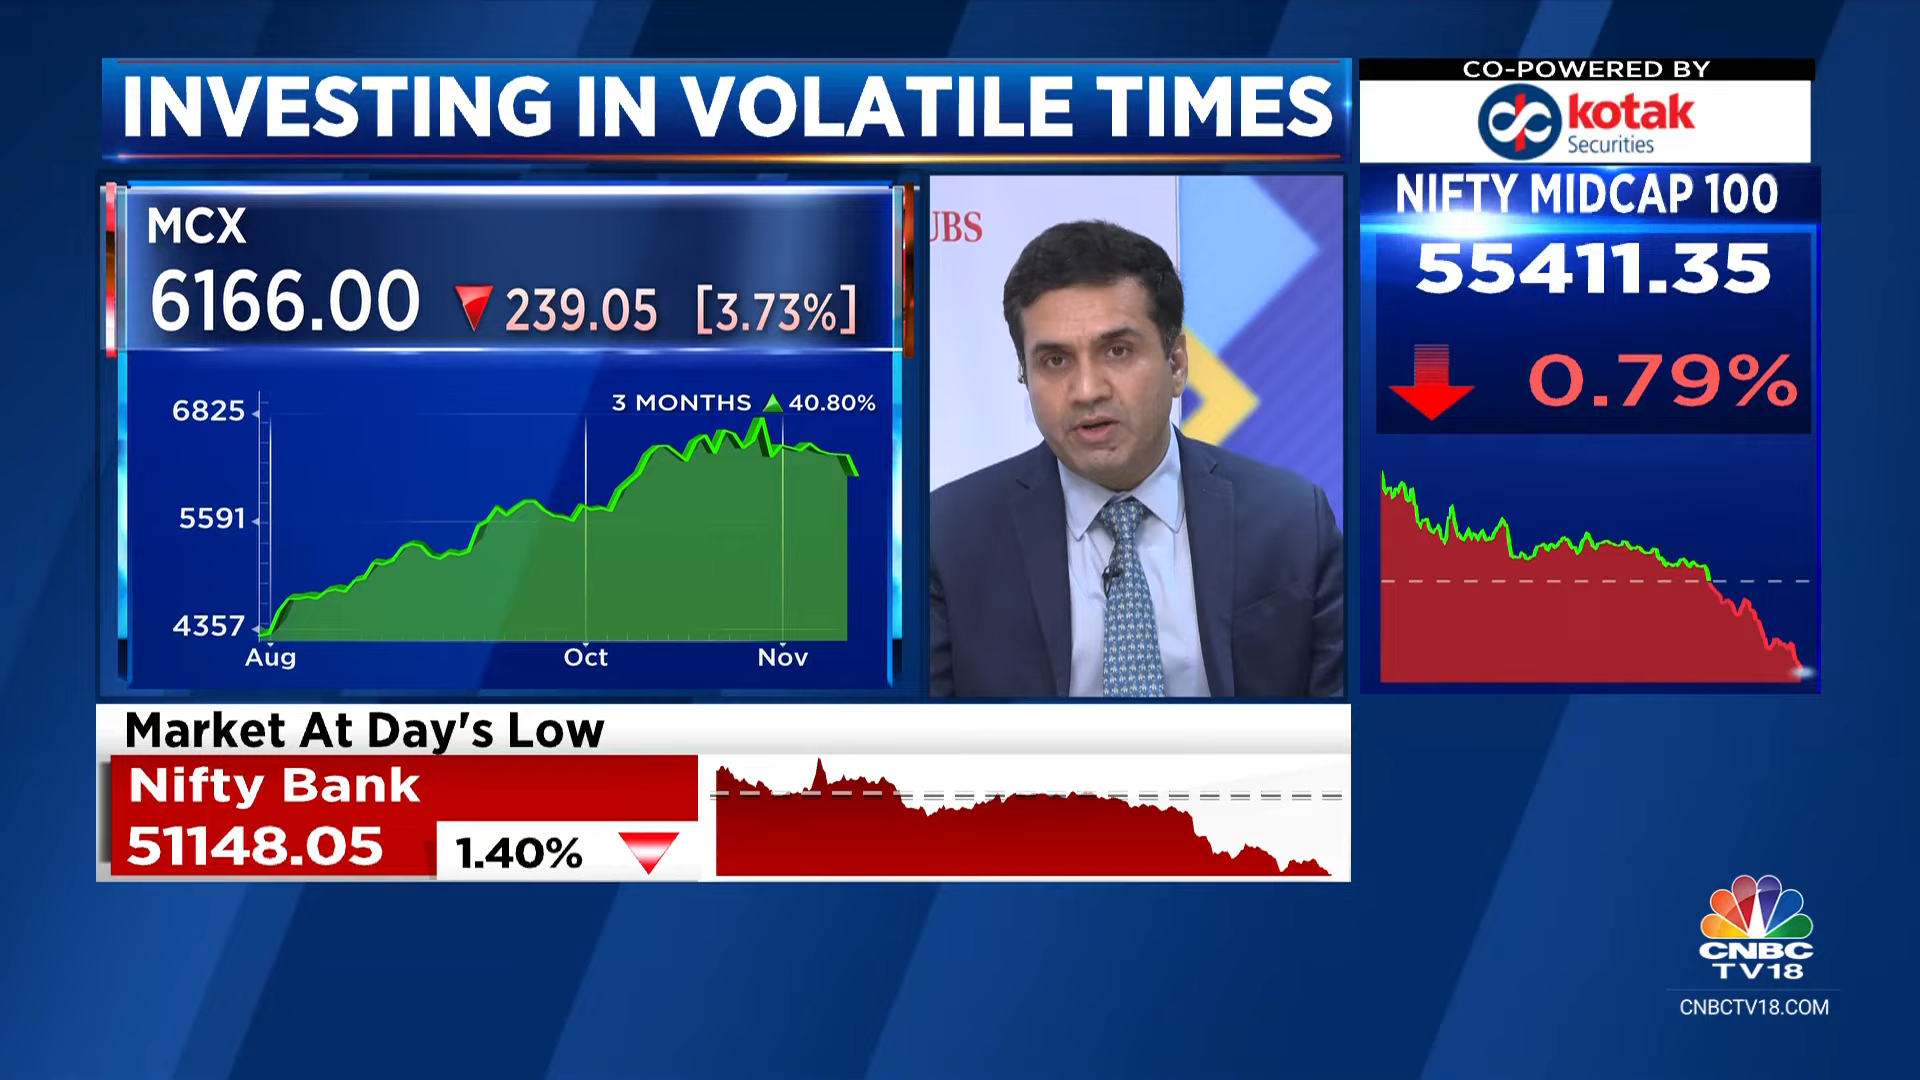 INVESTING IN VOLATILE TIMES
CO-POWERED BY
kotak
Securities
MCX
6166.00 239.05 [3.73%]
3 MONTHS 40.80%
6825
5591
4357
Aug Oct Nov
UBS
NIFTY MIDCAP 100
55411.35
0.79%
Market At Day's Low
Nifty Bank
51148.05
1.40%
CNBC
TV18
CNBCTV18.COM